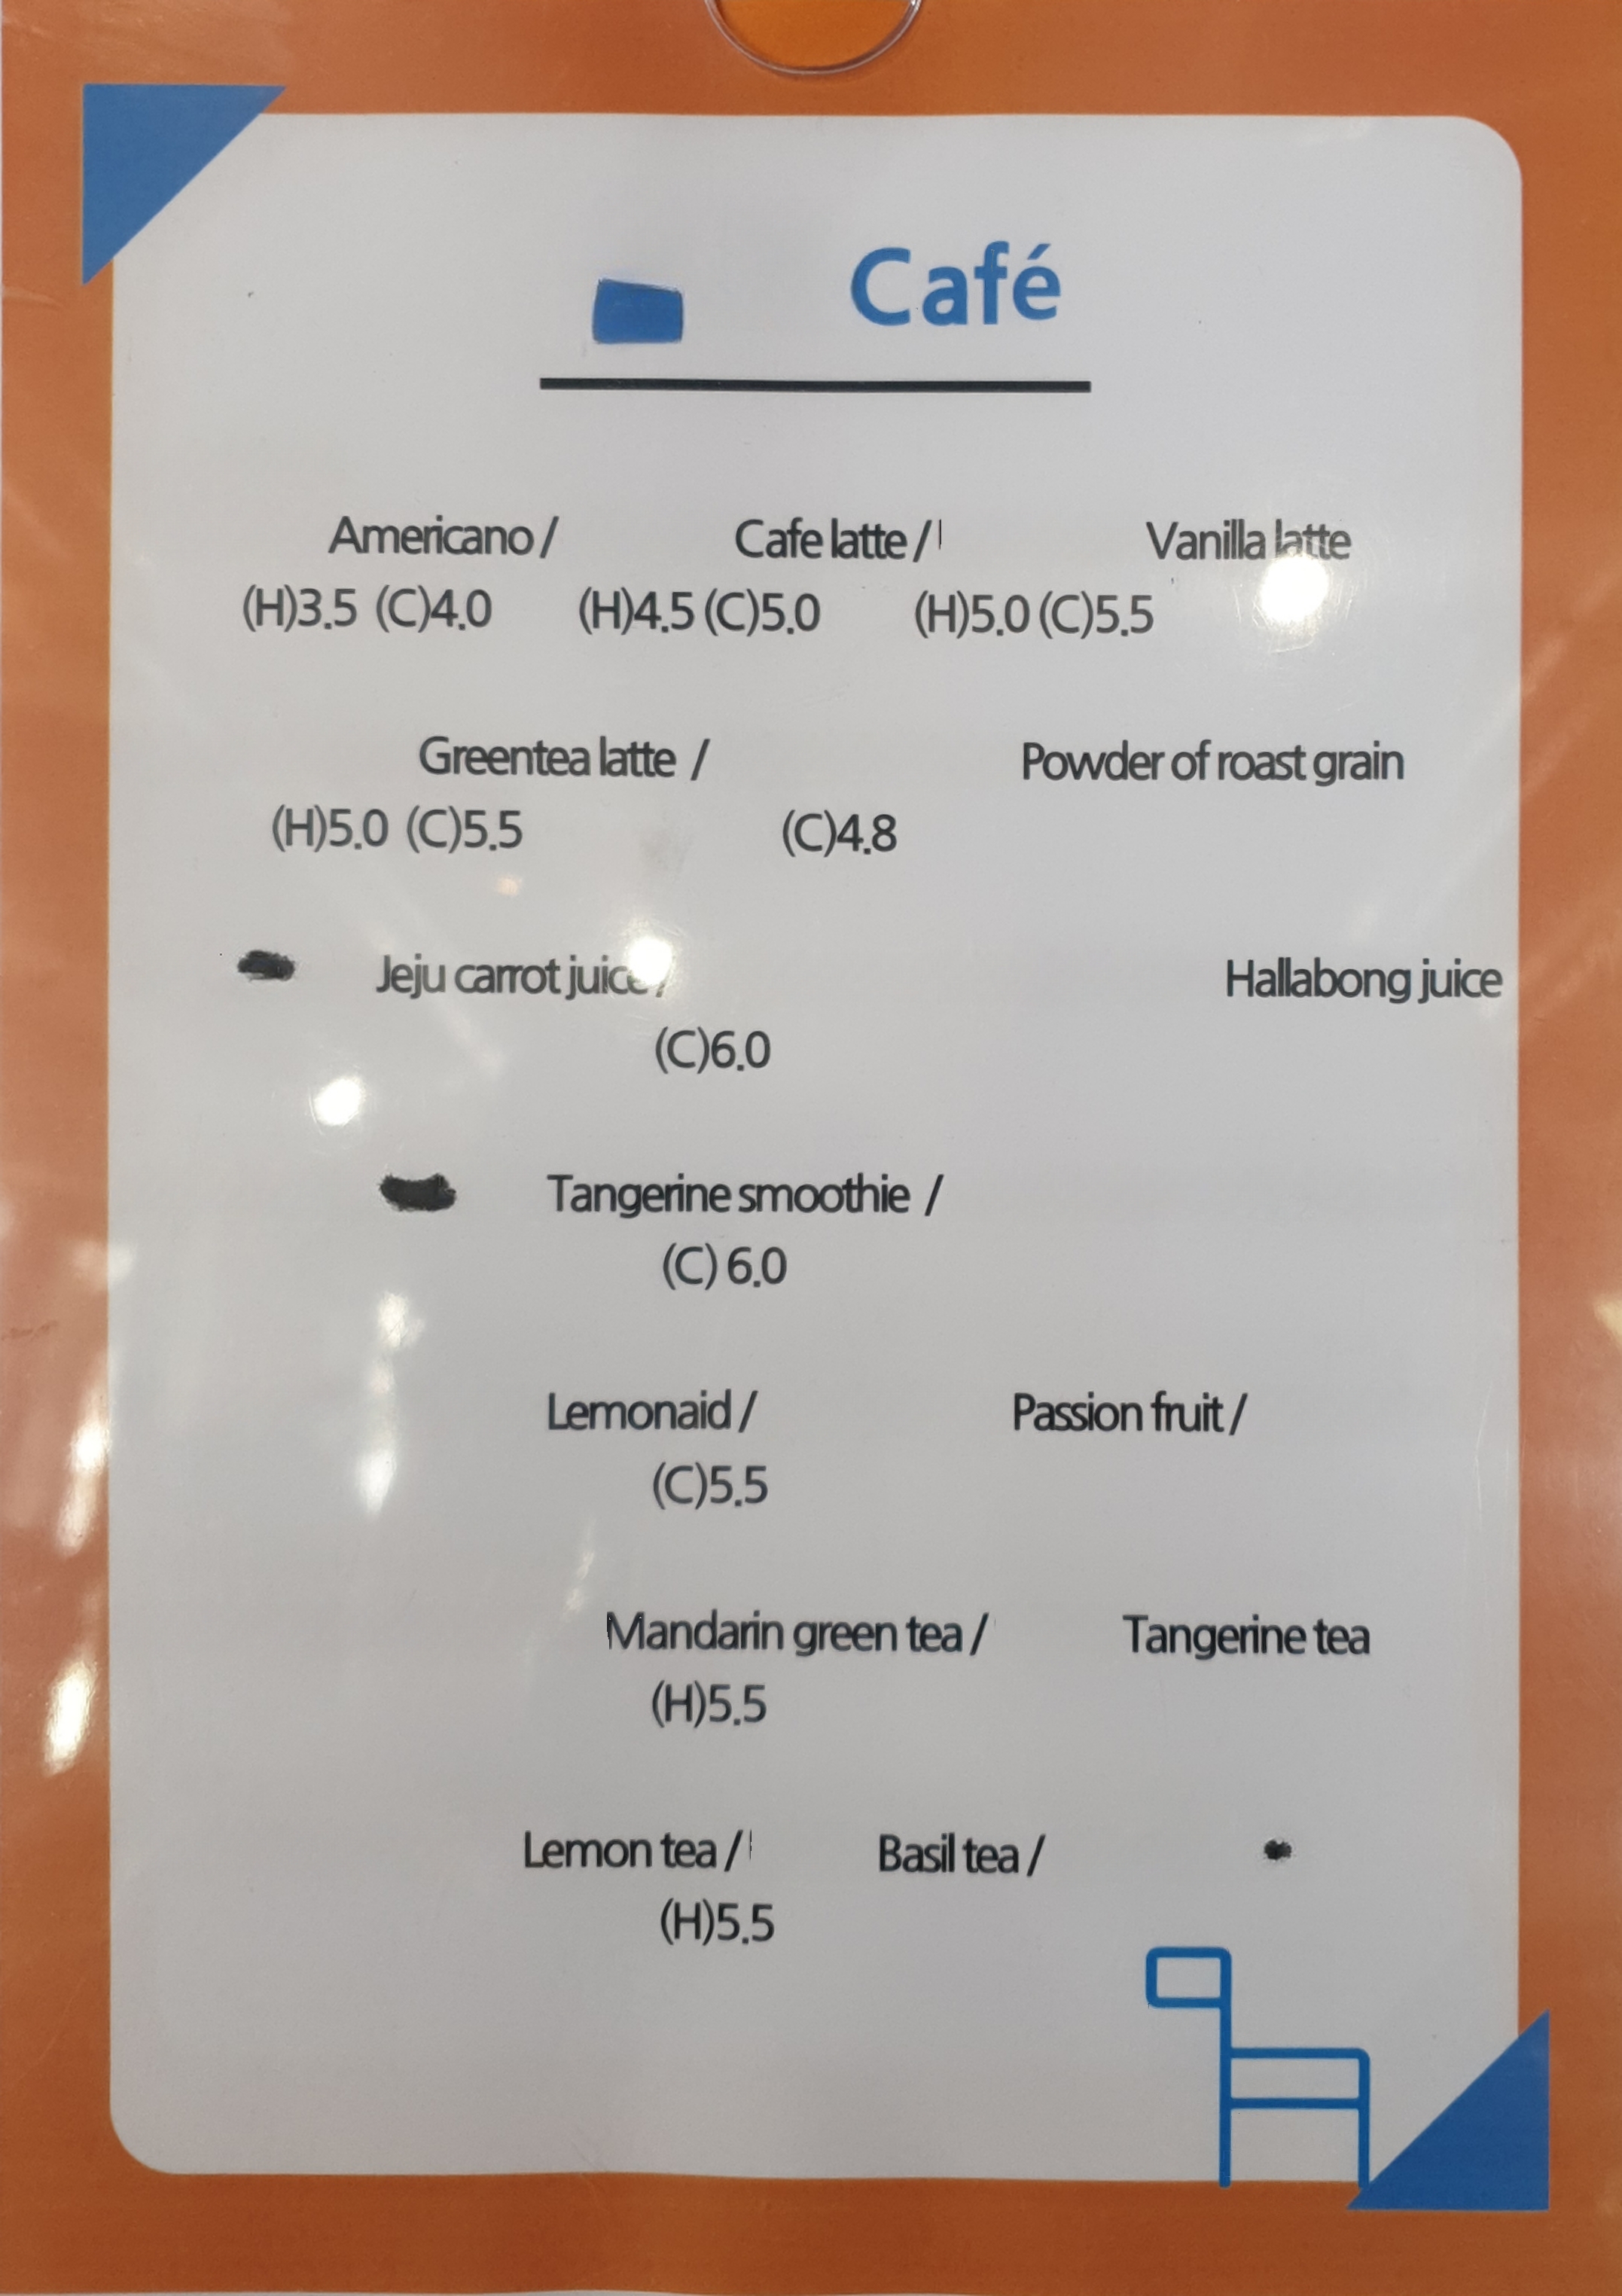 Café
Americano / Cafe latte / Vanilla latte
(H)3.5 (C)4.0 (H)4.5 (C)5.0 (H)5.0 (C)5.5
Greentea latte / Powder of roast grain
(H)5.0 (C)5.5 (C)4.8
Jeju carrot juice / Hallabong juice
(C)6.0
Tangerine smoothie /
(C) 6.0
Lemonaid / Passion fruit /
(C)5.5
Mandarin green tea / Tangerine tea
(H)5.5
Lemon tea / Basil tea /
(H)5.5